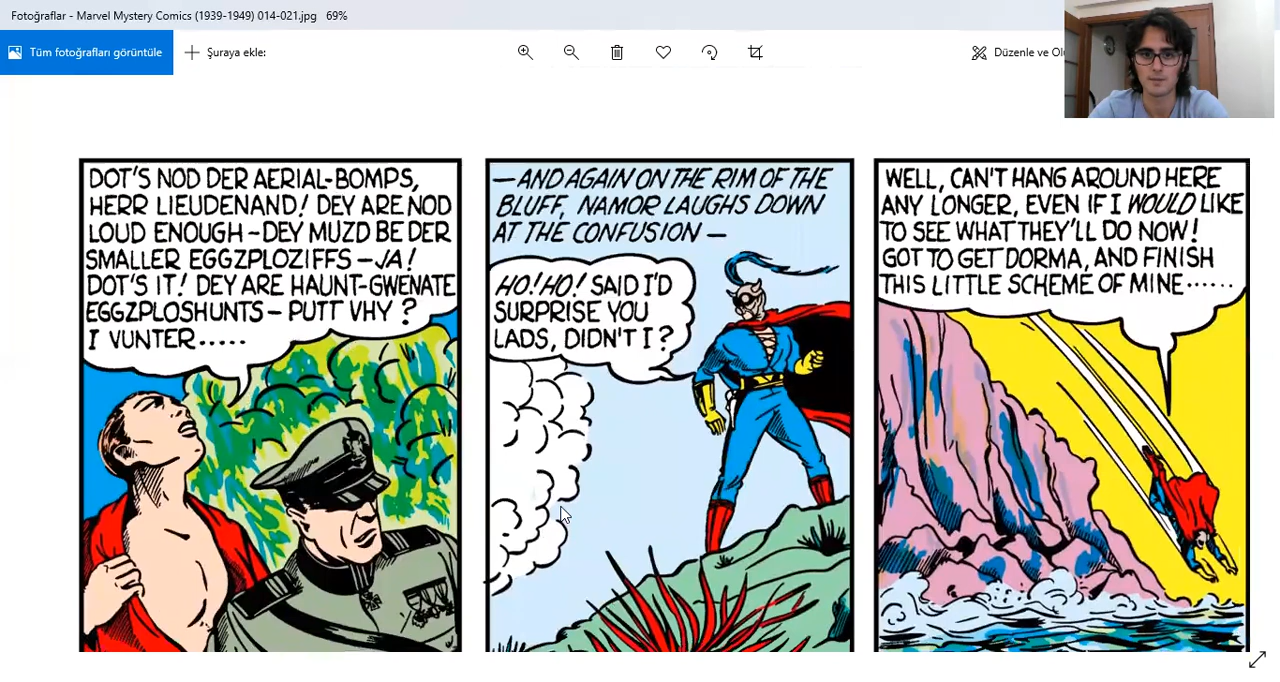 Fotoğraflar - Marvel Mystery Comics (1939-1949) 014-021.jpg   69%
Tüm fotoğrafları görüntüle
Şuraya ekle:
Düzenle ve Ol
DOT'S NOD DER AERIAL-BOMPS,
HERR LIEUDENAND! DEY ARE NOD
LOUD ENOUGH-DEY MUZD BE DER
SMALLER EGGZPLOZIFFS-JA!
DOT'S IT! DEY ARE HAUNT-GWENATE
EGGZPLOSHUNTS- PUTT VHY?
I VUNTER.....
—AND AGAIN ON THE RIM OF THE
BLUFF, NAMOR LAUGHS DOWN
AT THE CONFUSION—
HO! HO! SAID I'D
SURPRISE YOU
LADS, DIDN'T I?
WELL, CAN'T HANG AROUND HERE
ANY LONGER, EVEN IF I WOULD LIKE
TO SEE WHAT THEY'LL DO NOW!
GOT TO GET DORMA, AND FINISH
THIS LITTLE SCHEME OF MINE......